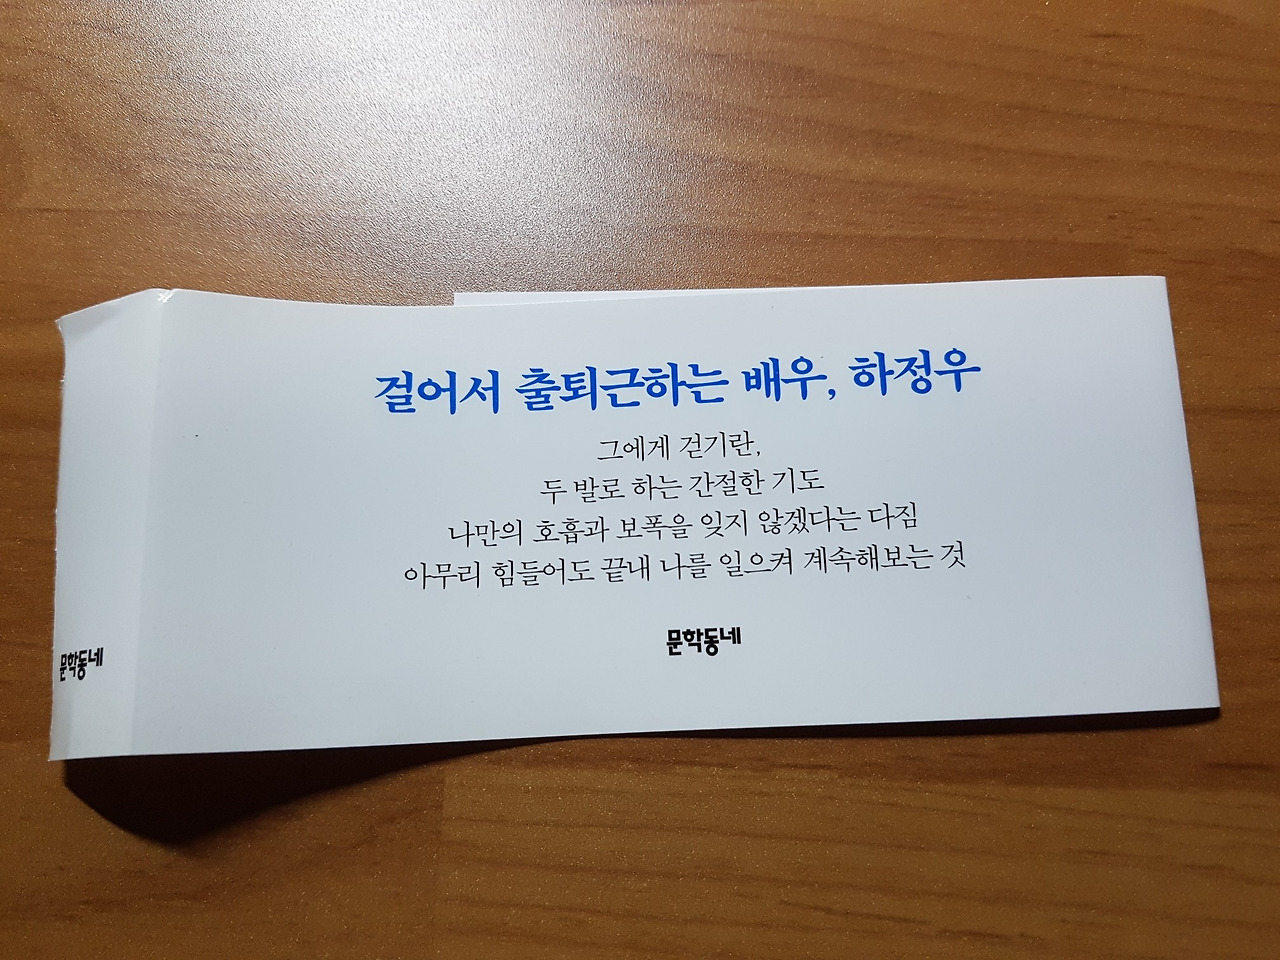 걸어서 출퇴근하는 배우, 하정우
그에게 걷기란,
두 발로 하는 간절한 기도
나만의 호흡과 보폭을 잊지 않겠다는 다짐
아무리 힘들어도 끝내 나를 일으켜 계속해보는 것
문학동네
문학동네